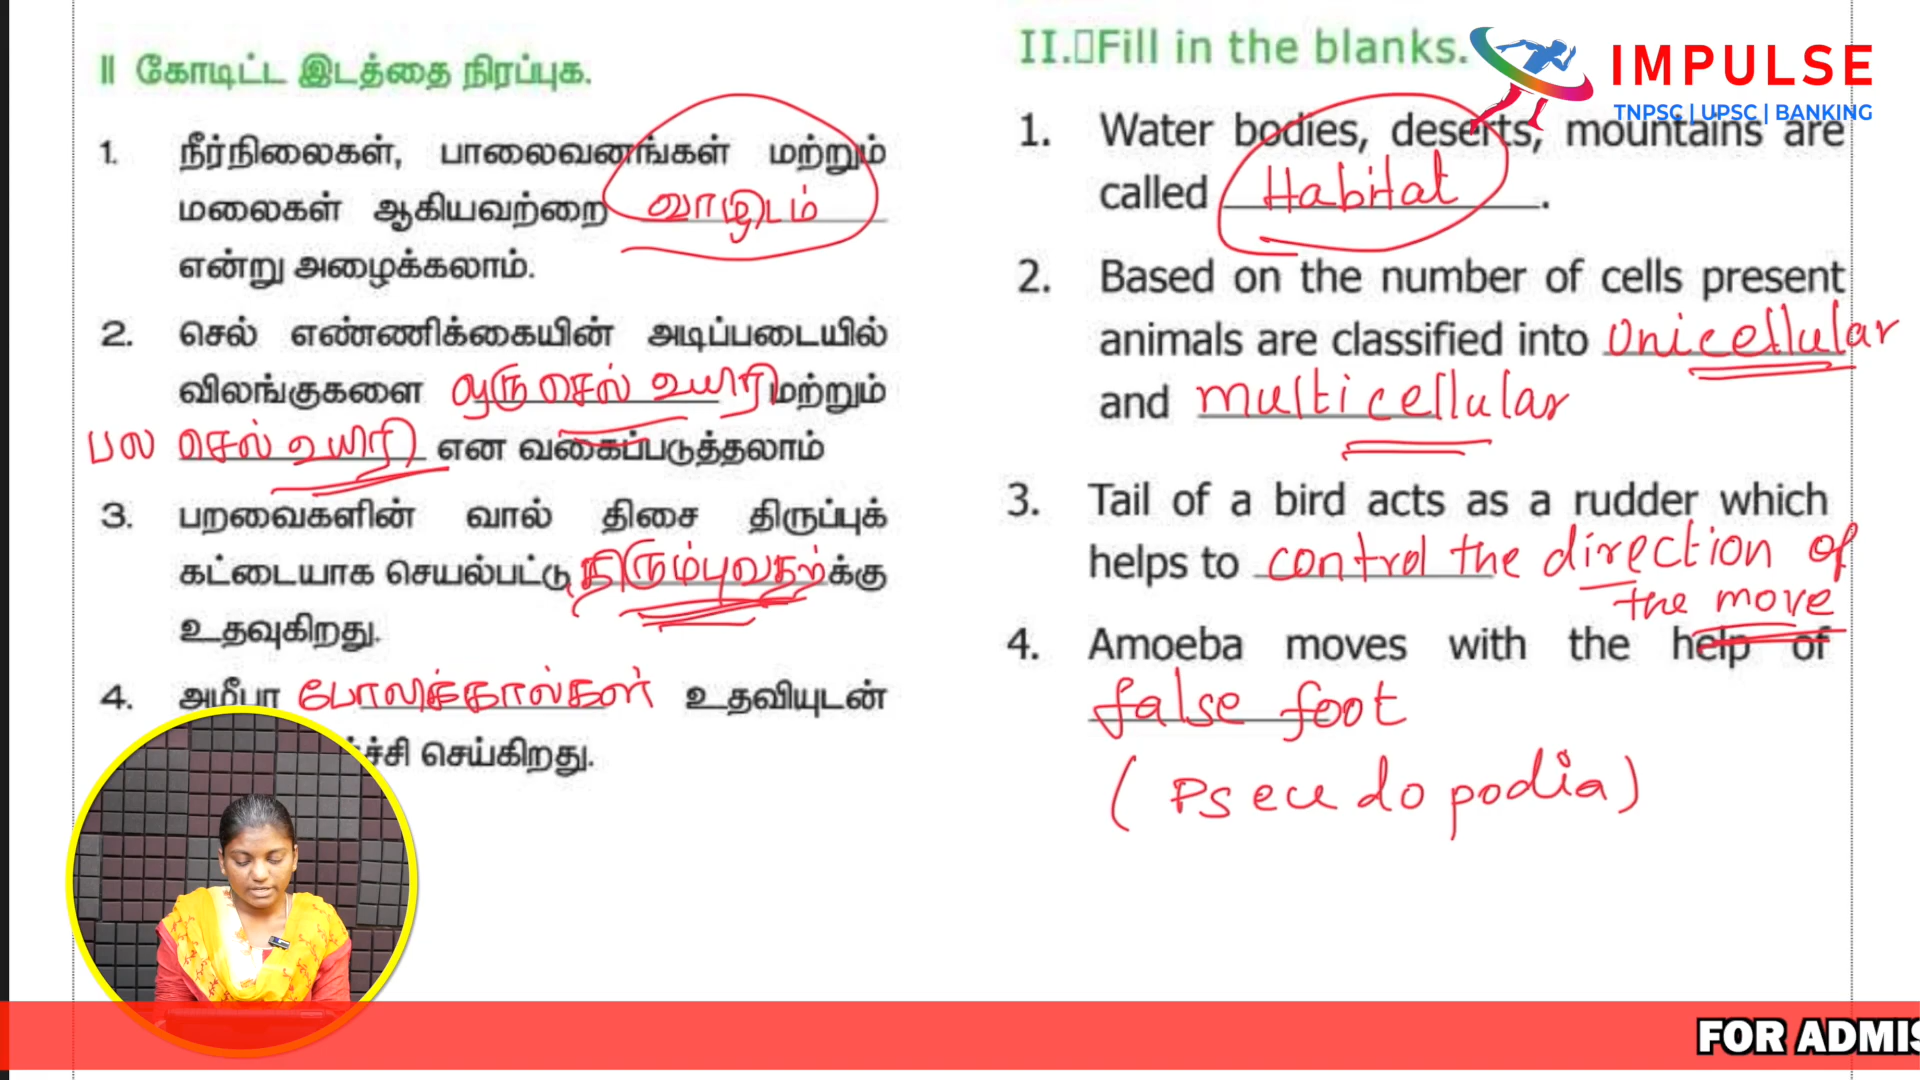 II கோடிட்ட இடத்தை நிரப்புக.
1. நீர்நிலைகள், பாலைவனங்கள் மற்றும்
மலைகள் ஆகியவற்றை வாழிடம்
என்று அழைக்கலாம்.
2. செல் எண்ணிக்கையின் அடிப்படையில்
விலங்குகளை ஒரு செல் உயிரி மற்றும்
பல செல் உயிரி என வகைப்படுத்தலாம்
3. பறவைகளின் வால் திசை திருப்புக்
கட்டையாக செயல்பட்டு, திரும்புவதற்க்கு
உதவுகிறது.
4. அமீபா போலிக்கால்கள் உதவியுடன்
செய்கிறது.
II. Fill in the blanks.
IMPULSE
TNPSC | UPSC | BANKING
1. Water bodies, deserts, mountains are
called Habitat.
2. Based on the number of cells present
animals are classified into Unicellular
and multicellular
3. Tail of a bird acts as a rudder which
helps to control the direction of
the move
4. Amoeba moves with the help of
false foot
(Pseudopodia)
FOR ADMIS